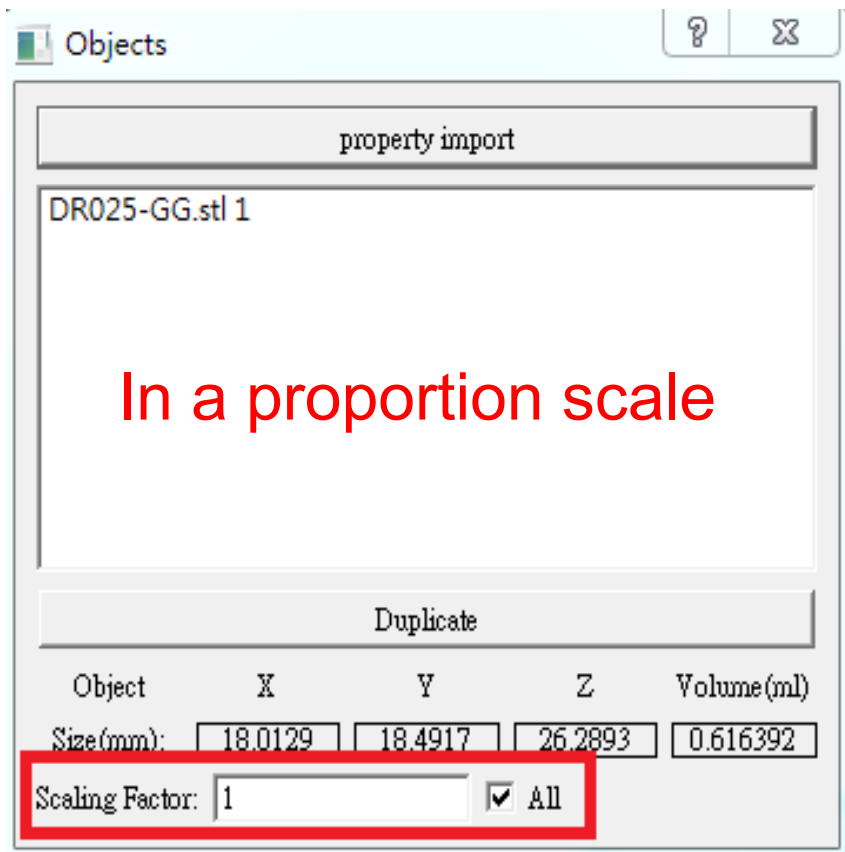 Objects
property import
DR025-GG.stl 1
In a proportion scale
Duplicate
Object X Y Z Volume(ml)
Size(mm): 18.0129 18.4917 26.2893 0.616392
Scaling Factor: 1 All